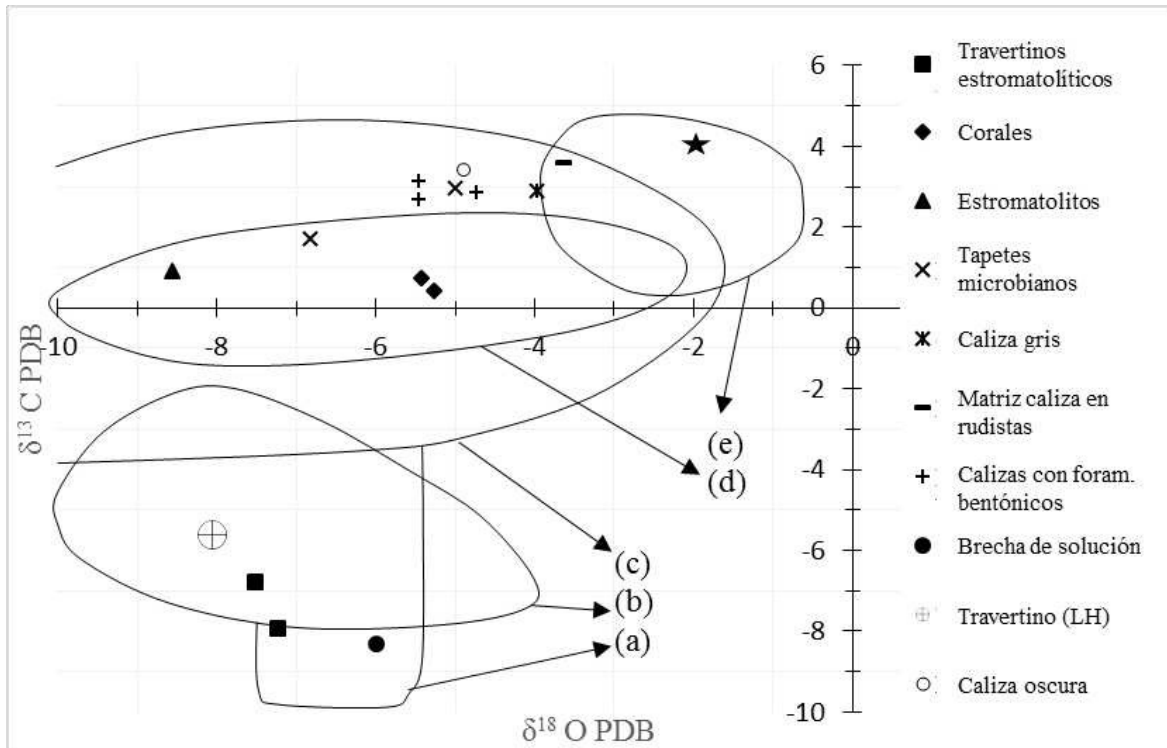 6
4
2
0
-10
-8
-6
-4
-2
0
-2
-4
-6
-8
-10
δ13 C PDB
δ18 O PDB
(e)
(d)
(c)
(b)
(a)
Travertinos
estromatolíticos
Corales
Estromatolitos
Tapetes
microbianos
Caliza gris
Matriz caliza en
rudistas
Calizas con foram.
bentónicos
Brecha de solución
Travertino (LH)
Caliza oscura